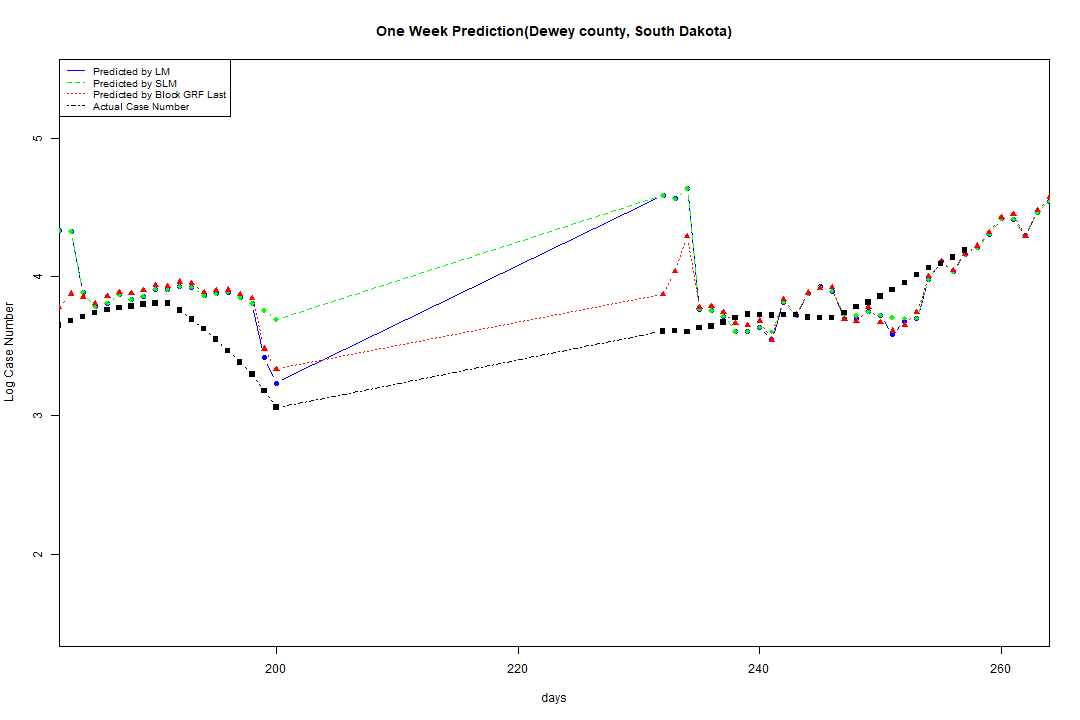 One Week Prediction(Dewey county, South Dakota)
Predicted by LM
Predicted by SLM
Predicted by Block GRF Last
Actual Case Number
5
4
3
2
Log Case Number
200 220 240 260
days